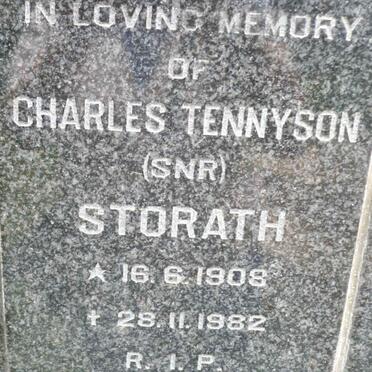 IN LOVING MEMORY
OF
CHARLES TENNYSON
(SNR)
STORATH
★ 16.6.1908
✝ 28.11.1982
R. I. P.